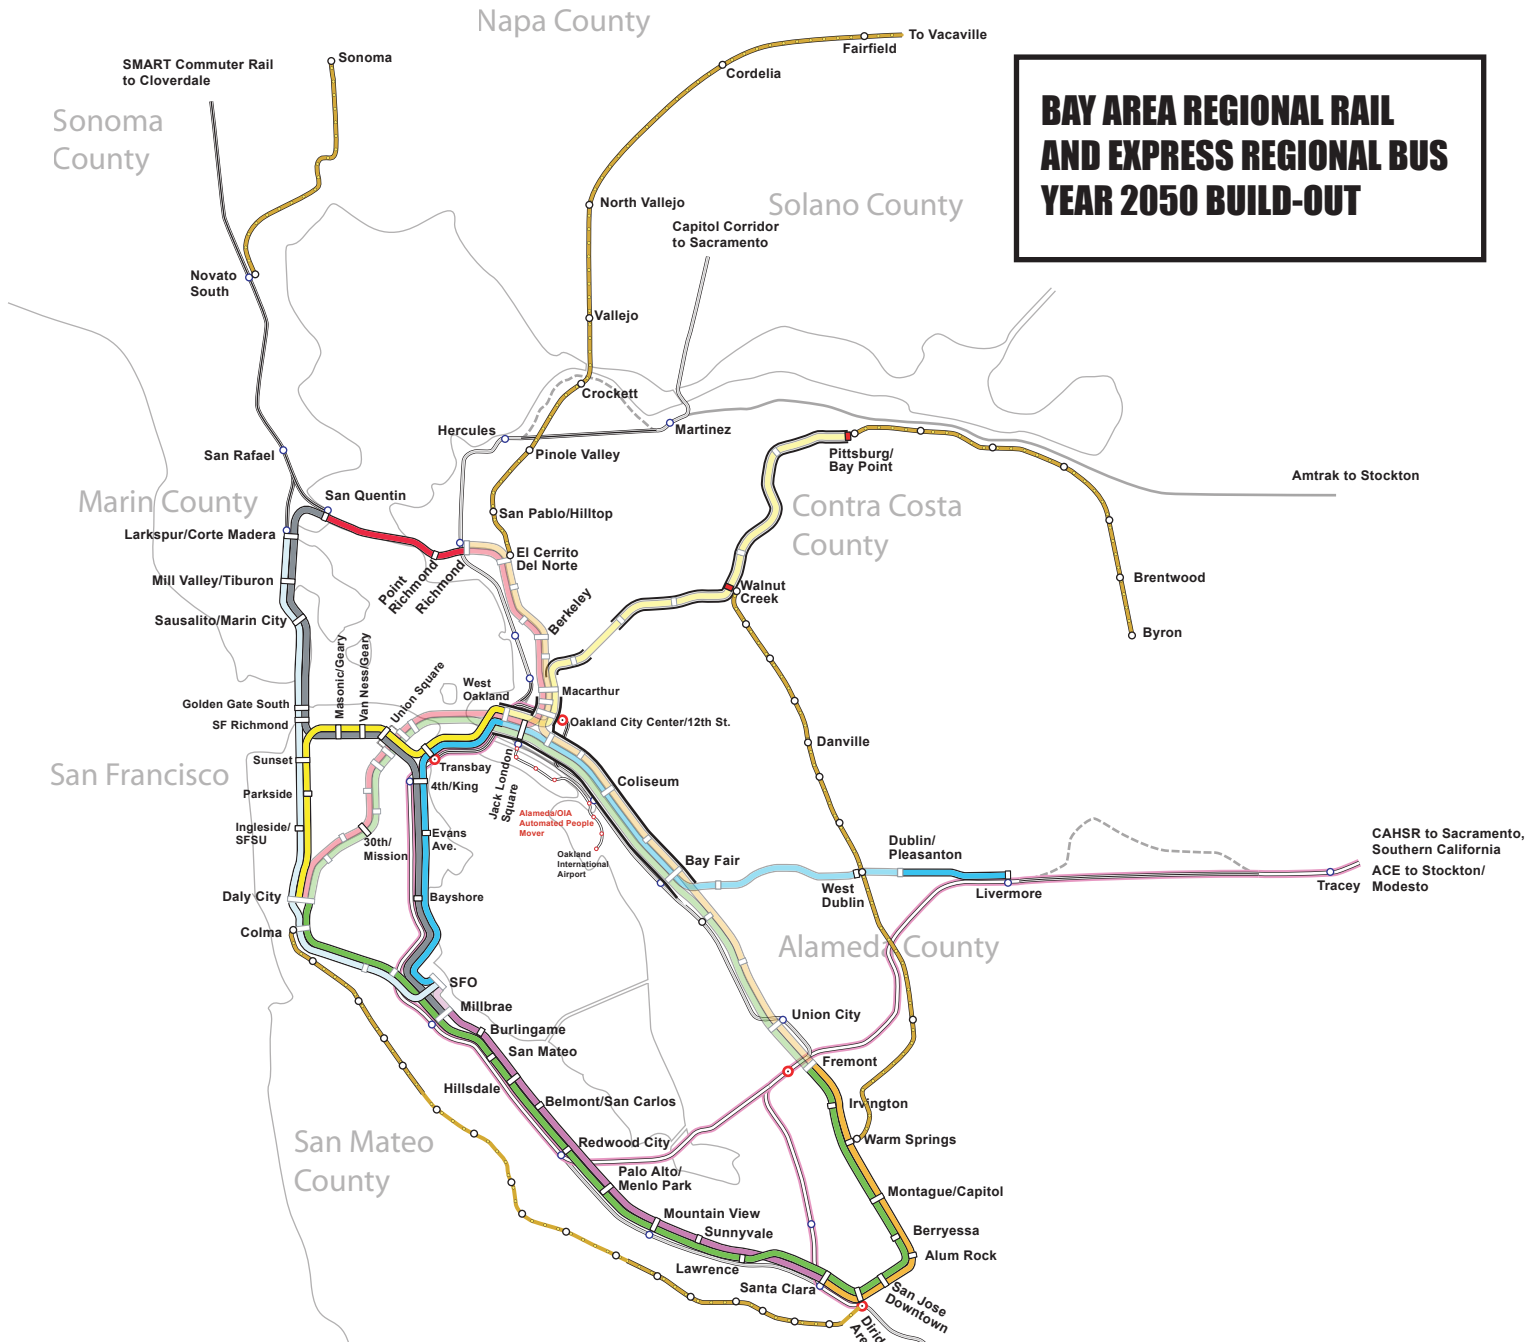 Napa County
To Vacaville
Fairfield
Cordelia
Sonoma
SMART Commuter Rail
to Cloverdale
BAY AREA REGIONAL RAIL
AND EXPRESS REGIONAL BUS
YEAR 2050 BUILD-OUT
Sonoma
County
North Vallejo
Solano County
Capitol Corridor
to Sacramento
Novato
South
Vallejo
Crockett
Hercules
Martinez
Pinole Valley
San Rafael
Pittsburg/
Bay Point
Amtrak to Stockton
Marin County
San Quentin
San Pablo/Hilltop
Contra Costa
County
Larkspur/Corte Madera
El Cerrito
Del Norte
Point
Richmond
Richmond
Mill Valley/Tiburon
Brentwood
Walnut
Creek
Sausalito/Marin City
Berkeley
Byron
Masonic/Geary
Van Ness/Geary
Union Square
West
Oakland
Macarthur
Golden Gate South
SF Richmond
Oakland City Center/12th St.
Danville
Sunset
Transbay
San Francisco
4th/King
Jack London
Square
Coliseum
Parkside
Alameda/OIA
Automated People
Mover
Ingleside/
SFSU
Evans
Ave.
30th/
Mission
Oakland
International
Airport
Bay Fair
Dublin/
Pleasanton
CAHSR to Sacramento,
Southern California
ACE to Stockton/
Modesto
Tracey
West
Dublin
Livermore
Daly City
Bayshore
Colma
Alameda County
SFO
Millbrae
Union City
Burlingame
San Mateo
Fremont
Hillsdale
Belmont/San Carlos
Irvington
Warm Springs
San Mateo
County
Redwood City
Palo Alto/
Menlo Park
Montague/Capitol
Mountain View
Sunnyvale
Berryessa
Alum Rock
Lawrence
Santa Clara
San Jose
Downtown